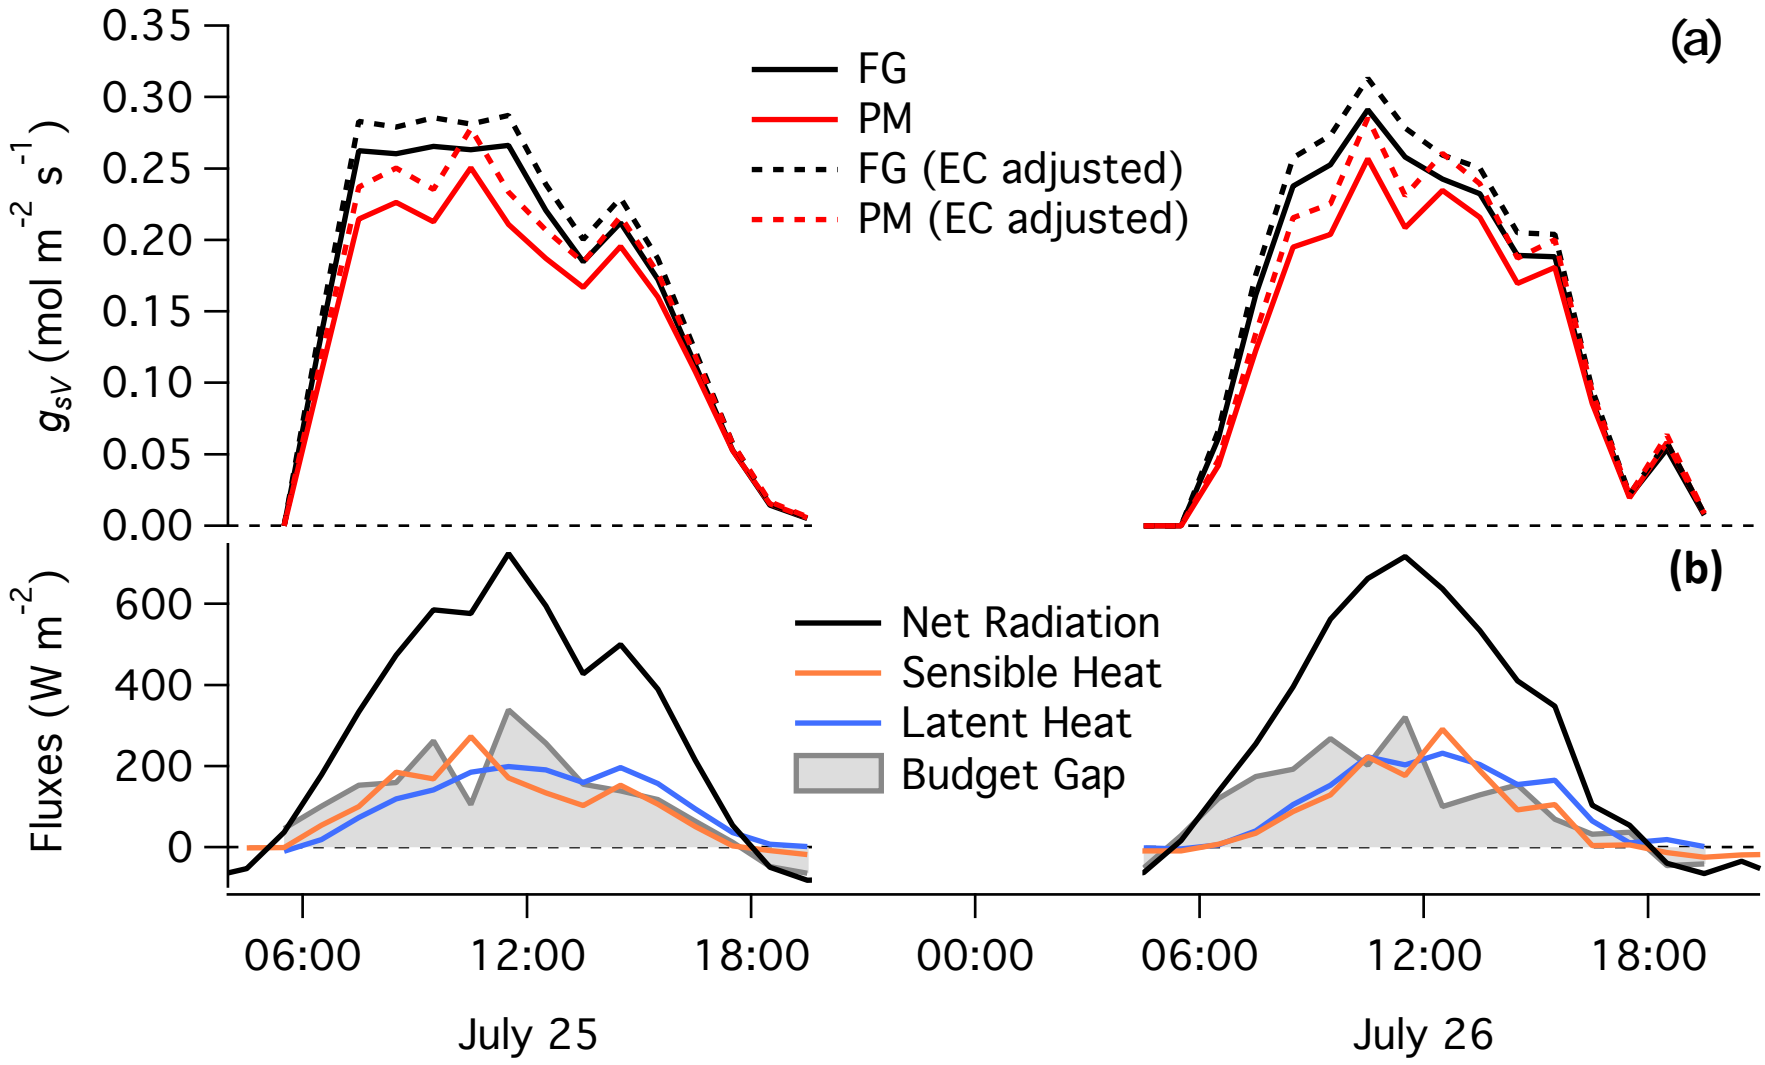 (a)
0.35
0.30
0.25
0.20
0.15
0.10
0.05
0.00
gsV (mol m-2 s-1)
FG
PM
FG (EC adjusted)
PM (EC adjusted)
(b)
600
400
200
0
Fluxes (W m-2)
Net Radiation
Sensible Heat
Latent Heat
Budget Gap
06:00 12:00 18:00 00:00 06:00 12:00 18:00
July 25 July 26